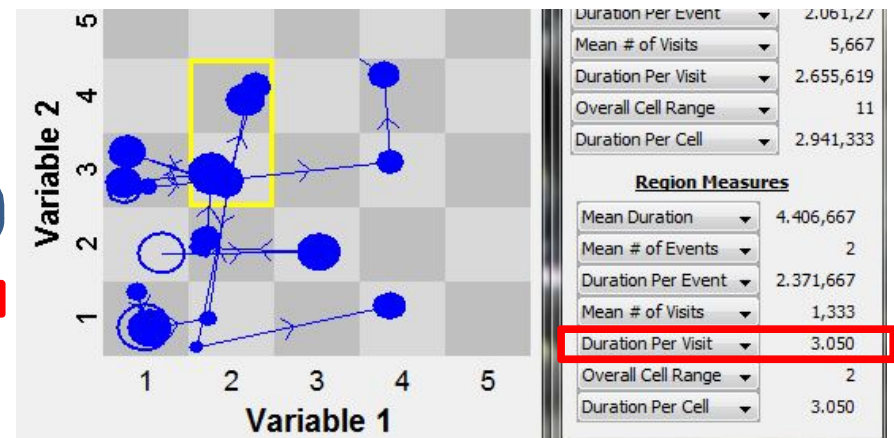 5
4
3
2
1
Variable 2
1 2 3 4 5
Variable 1
Duration Per Event 2.061,27
Mean # of Visits 5,667
Duration Per Visit 2.655,619
Overall Cell Range 11
Duration Per Cell 2.941,333
Region Measures
Mean Duration 4.406,667
Mean # of Events 2
Duration Per Event 2.371,667
Mean # of Visits 1,333
Duration Per Visit 3.050
Overall Cell Range 2
Duration Per Cell 3.050